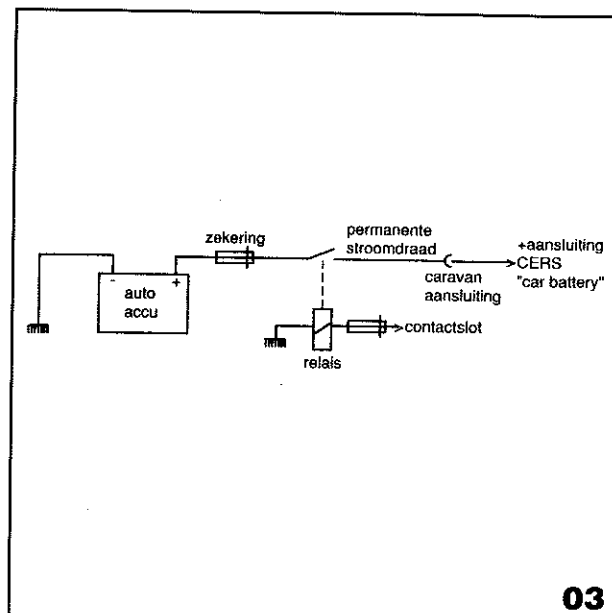 zekering
permanente
stroomdraad
+aansluiting
CERS
"car battery"
caravan
aansluiting
- +
auto
accu
contactslot
relais
03